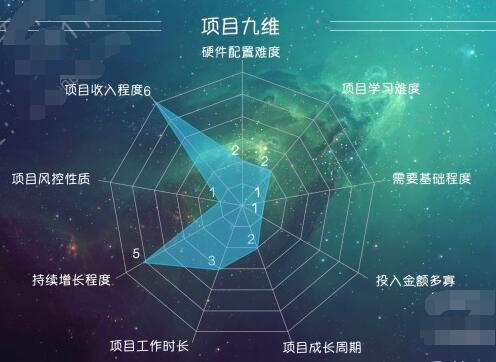 项目九维
硬件配置难度
项目收入程度6
项目学习难度
2
2
项目风控性质
1
1
需要基础程度
1
5
2
3
持续增长程度
投入金额多寡
项目工作时长
项目成长周期